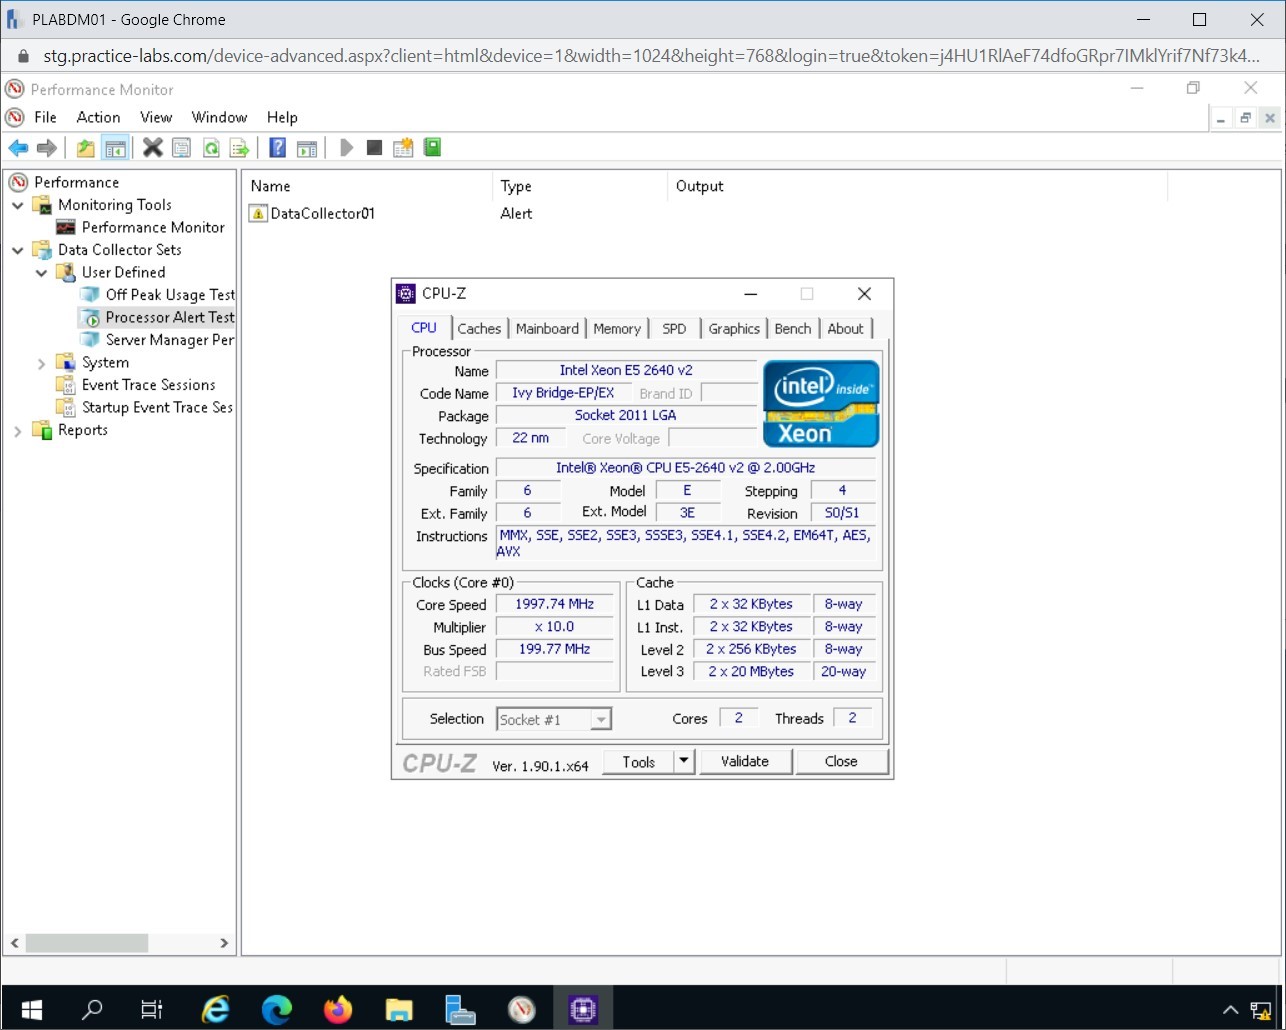 PLABDM01 - Google Chrome
stg.practice-labs.com/device-advanced.aspx?client=html&device=1&width=1024&height=768&login=true&token=j4HU1RlAeF74dfoGRpr7IMklYrif7Nf73k4...
Performance Monitor
File Action View Window Help
Performance
Monitoring Tools
Performance Monitor
Data Collector Sets
User Defined
Off Peak Usage Test
Processor Alert Test
Server Manager Per
System
Event Trace Sessions
Startup Event Trace Ses
Reports
Name Type Output
DataCollector01 Alert
CPU-Z
CPU Caches Mainboard Memory SPD Graphics Bench About
Processor
Name Intel Xeon E5 2640 v2
Code Name Ivy Bridge-EP/EX Brand ID
Package Socket 2011 LGA
Technology 22 nm Core Voltage
intel inside
Xeon
Specification Intel® Xeon® CPU E5-2640 v2 @ 2.00GHz
Family 6 Model E Stepping 4
Ext. Family 6 Ext. Model 3E Revision S0/S1
Instructions MMX, SSE, SSE2, SSE3, SSSE3, SSE4.1, SSE4.2, EM64T, AES,
AVX
Clocks (Core #0)
Core Speed 1997.74 MHz
Multiplier x 10.0
Bus Speed 199.77 MHz
Rated FSB
Cache
L1 Data 2 x 32 KBytes 8-way
L1 Inst. 2 x 32 KBytes 8-way
Level 2 2 x 256 KBytes 8-way
Level 3 2 x 20 MBytes 20-way
Selection Socket #1 Cores 2 Threads 2
CPU-Z Ver. 1.90.1.x64 Tools Validate Close